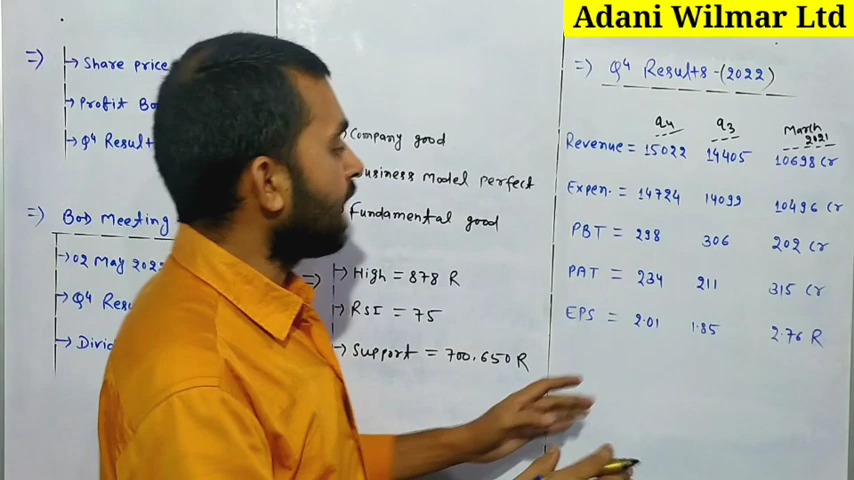 Adani Wilmar Ltd
=> Share price
→ Profit Bo
→ Q4 Result
=> BOD Meeting
→ 02 May 2022
→ Q4 Resu
→ Divid
→ Company good
Business Model perfect
Fundamental good
=> → High = 878 R
→ RSI = 75
→ Support = 700, 650 R
=> Q4 Results - (2022)
Q4 Q3 March 2021
Revenue = 15022 14405 10698 Cr
Expen. = 14724 14099 10496 Cr
PBT = 298 306 202 Cr
PAT = 234 211 315 Cr
EPS = 2.01 1.85 2.76 R